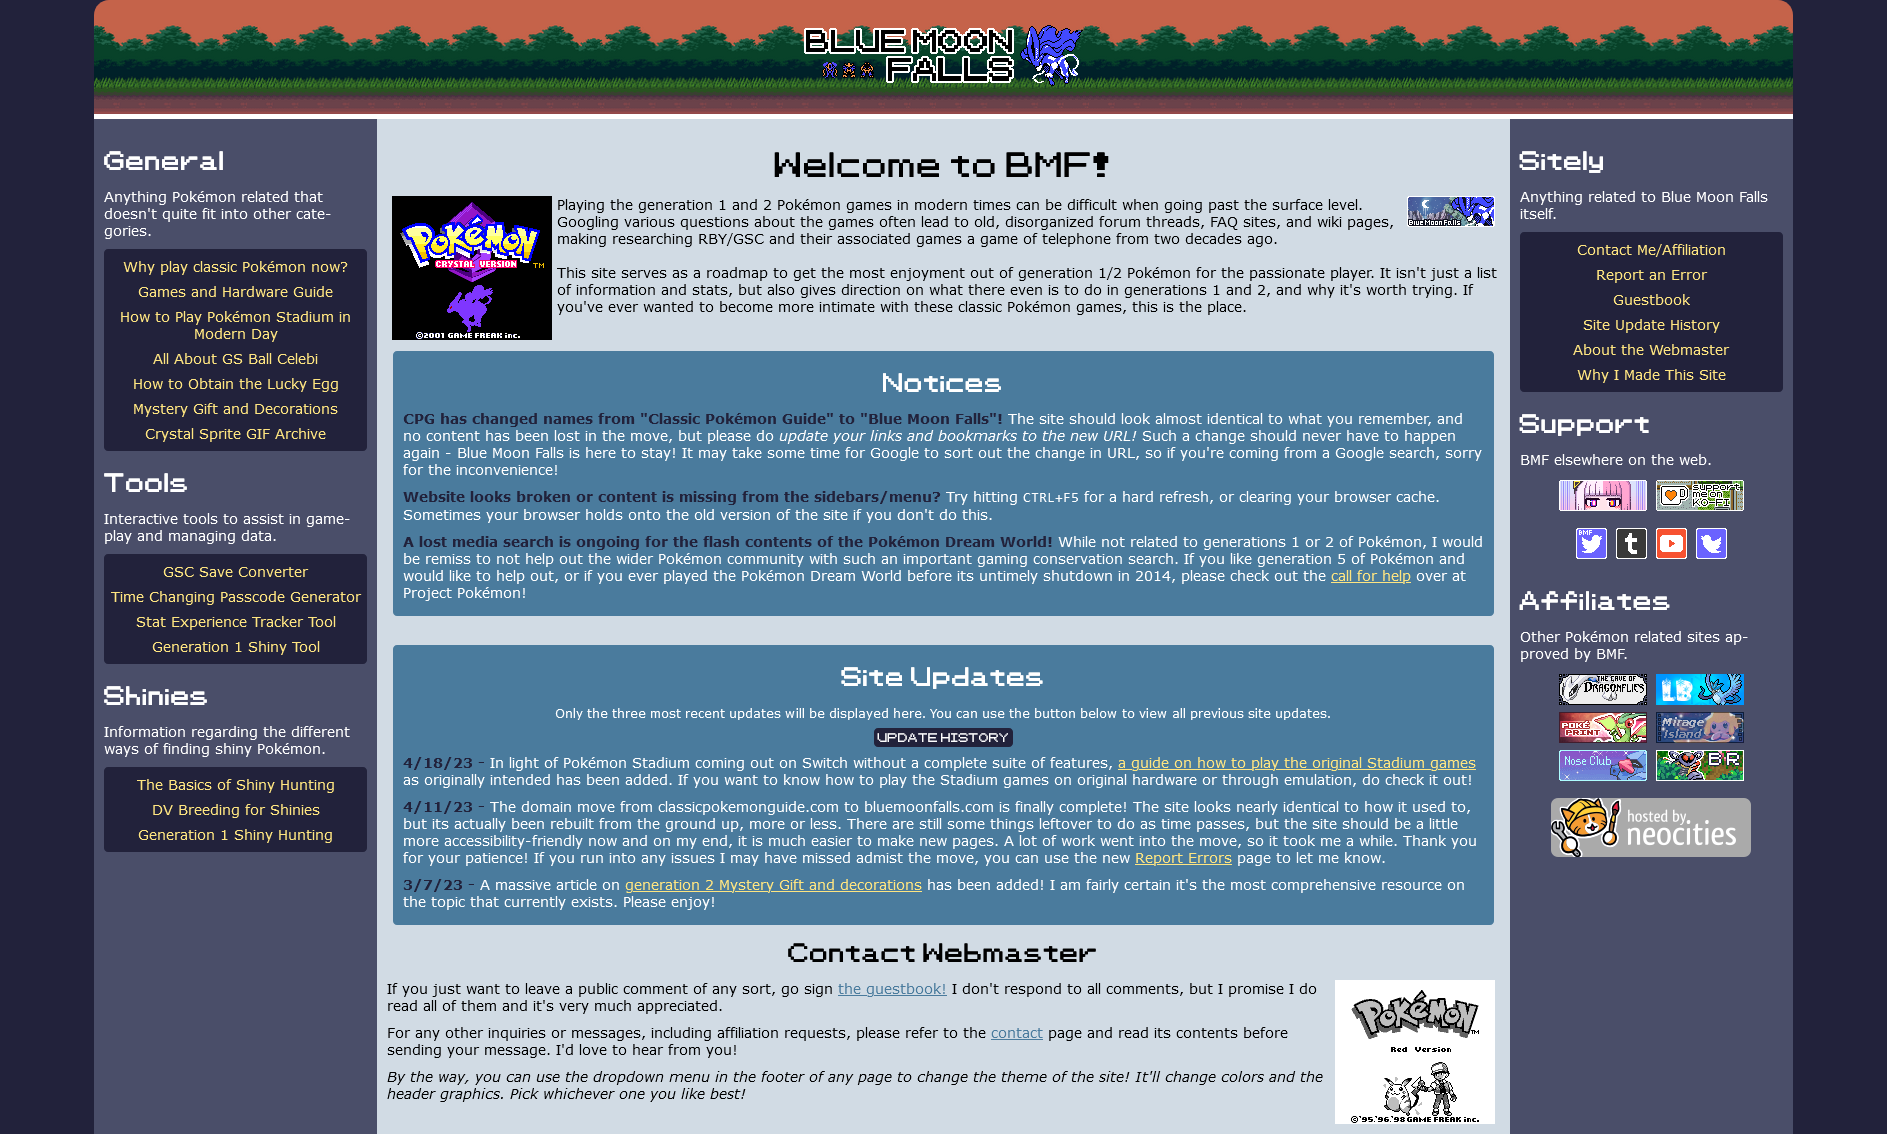 BLUE MOON
FALLS
General
Anything Pokémon related that
doesn't quite fit into other cate-
gories.
Why play classic Pokémon now?
Games and Hardware Guide
How to Play Pokémon Stadium in
Modern Day
All About GS Ball Celebi
How to Obtain the Lucky Egg
Mystery Gift and Decorations
Crystal Sprite GIF Archive
Tools
Interactive tools to assist in game-
play and managing data.
GSC Save Converter
Time Changing Passcode Generator
Stat Experience Tracker Tool
Generation 1 Shiny Tool
Shinies
Information regarding the different
ways of finding shiny Pokémon.
The Basics of Shiny Hunting
DV Breeding for Shinies
Generation 1 Shiny Hunting
Welcome to BMF!
POKéMON
CRYSTAL VERSION TM
©2001 GAME FREAK inc.
Blue Moon Falls
Playing the generation 1 and 2 Pokémon games in modern times can be difficult when going past the surface level.
Googling various questions about the games often lead to old, disorganized forum threads, FAQ sites, and wiki pages,
making researching RBY/GSC and their associated games a game of telephone from two decades ago.
This site serves as a roadmap to get the most enjoyment out of generation 1/2 Pokémon for the passionate player. It isn't just a list
of information and stats, but also gives direction on what there even is to do in generations 1 and 2, and why it's worth trying. If
you've ever wanted to become more intimate with these classic Pokémon games, this is the place.
Notices
CPG has changed names from "Classic Pokémon Guide" to "Blue Moon Falls"! The site should look almost identical to what you remember, and
no content has been lost in the move, but please do update your links and bookmarks to the new URL! Such a change should never have to happen
again - Blue Moon Falls is here to stay! It may take some time for Google to sort out the change in URL, so if you're coming from a Google search, sorry
for the inconvenience!
Website looks broken or content is missing from the sidebars/menu? Try hitting CTRL+F5 for a hard refresh, or clearing your browser cache.
Sometimes your browser holds onto the old version of the site if you don't do this.
A lost media search is ongoing for the flash contents of the Pokémon Dream World! While not related to generations 1 or 2 of Pokémon, I would
be remiss to not help out the wider Pokémon community with such an important gaming conservation search. If you like generation 5 of Pokémon and
would like to help out, or if you ever played the Pokémon Dream World before its untimely shutdown in 2014, please check out the call for help over at
Project Pokémon!
Site Updates
Only the three most recent updates will be displayed here. You can use the button below to view all previous site updates.
UPDATE HISTORY
4/18/23 - In light of Pokémon Stadium coming out on Switch without a complete suite of features, a guide on how to play the original Stadium games
as originally intended has been added. If you want to know how to play the Stadium games on original hardware or through emulation, do check it out!
4/11/23 - The domain move from classicpokemonguide.com to bluemoonfalls.com is finally complete! The site looks nearly identical to how it used to,
but its actually been rebuilt from the ground up, more or less. There are still some things leftover to do as time passes, but the site should be a little
more accessibility-friendly now and on my end, it is much easier to make new pages. A lot of work went into the move, so it took me a while. Thank you
for your patience! If you run into any issues I may have missed admist the move, you can use the new Report Errors page to let me know.
3/7/23 - A massive article on generation 2 Mystery Gift and decorations has been added! I am fairly certain it's the most comprehensive resource on
the topic that currently exists. Please enjoy!
Contact Webmaster
If you just want to leave a public comment of any sort, go sign the guestbook! I don't respond to all comments, but I promise I do
read all of them and it's very much appreciated.
For any other inquiries or messages, including affiliation requests, please refer to the contact page and read its contents before
sending your message. I'd love to hear from you!
By the way, you can use the dropdown menu in the footer of any page to change the theme of the site! It'll change colors and the
header graphics. Pick whichever one you like best!
POKéMON TM
Red Version
©'95.'96.'98 GAME FREAK inc.
Sitely
Anything related to Blue Moon Falls
itself.
Contact Me/Affiliation
Report an Error
Guestbook
Site Update History
About the Webmaster
Why I Made This Site
Support
BMF elsewhere on the web.
SUPPORT
ME ON
KO-FI
BMF
t
Affiliates
Other Pokémon related sites ap-
proved by BMF.
THE CAVE OF
DRAGONFLIES
LB
POKÉ
PRINT
Mirage
Island
Nose Club
BR
hosted by
neocities